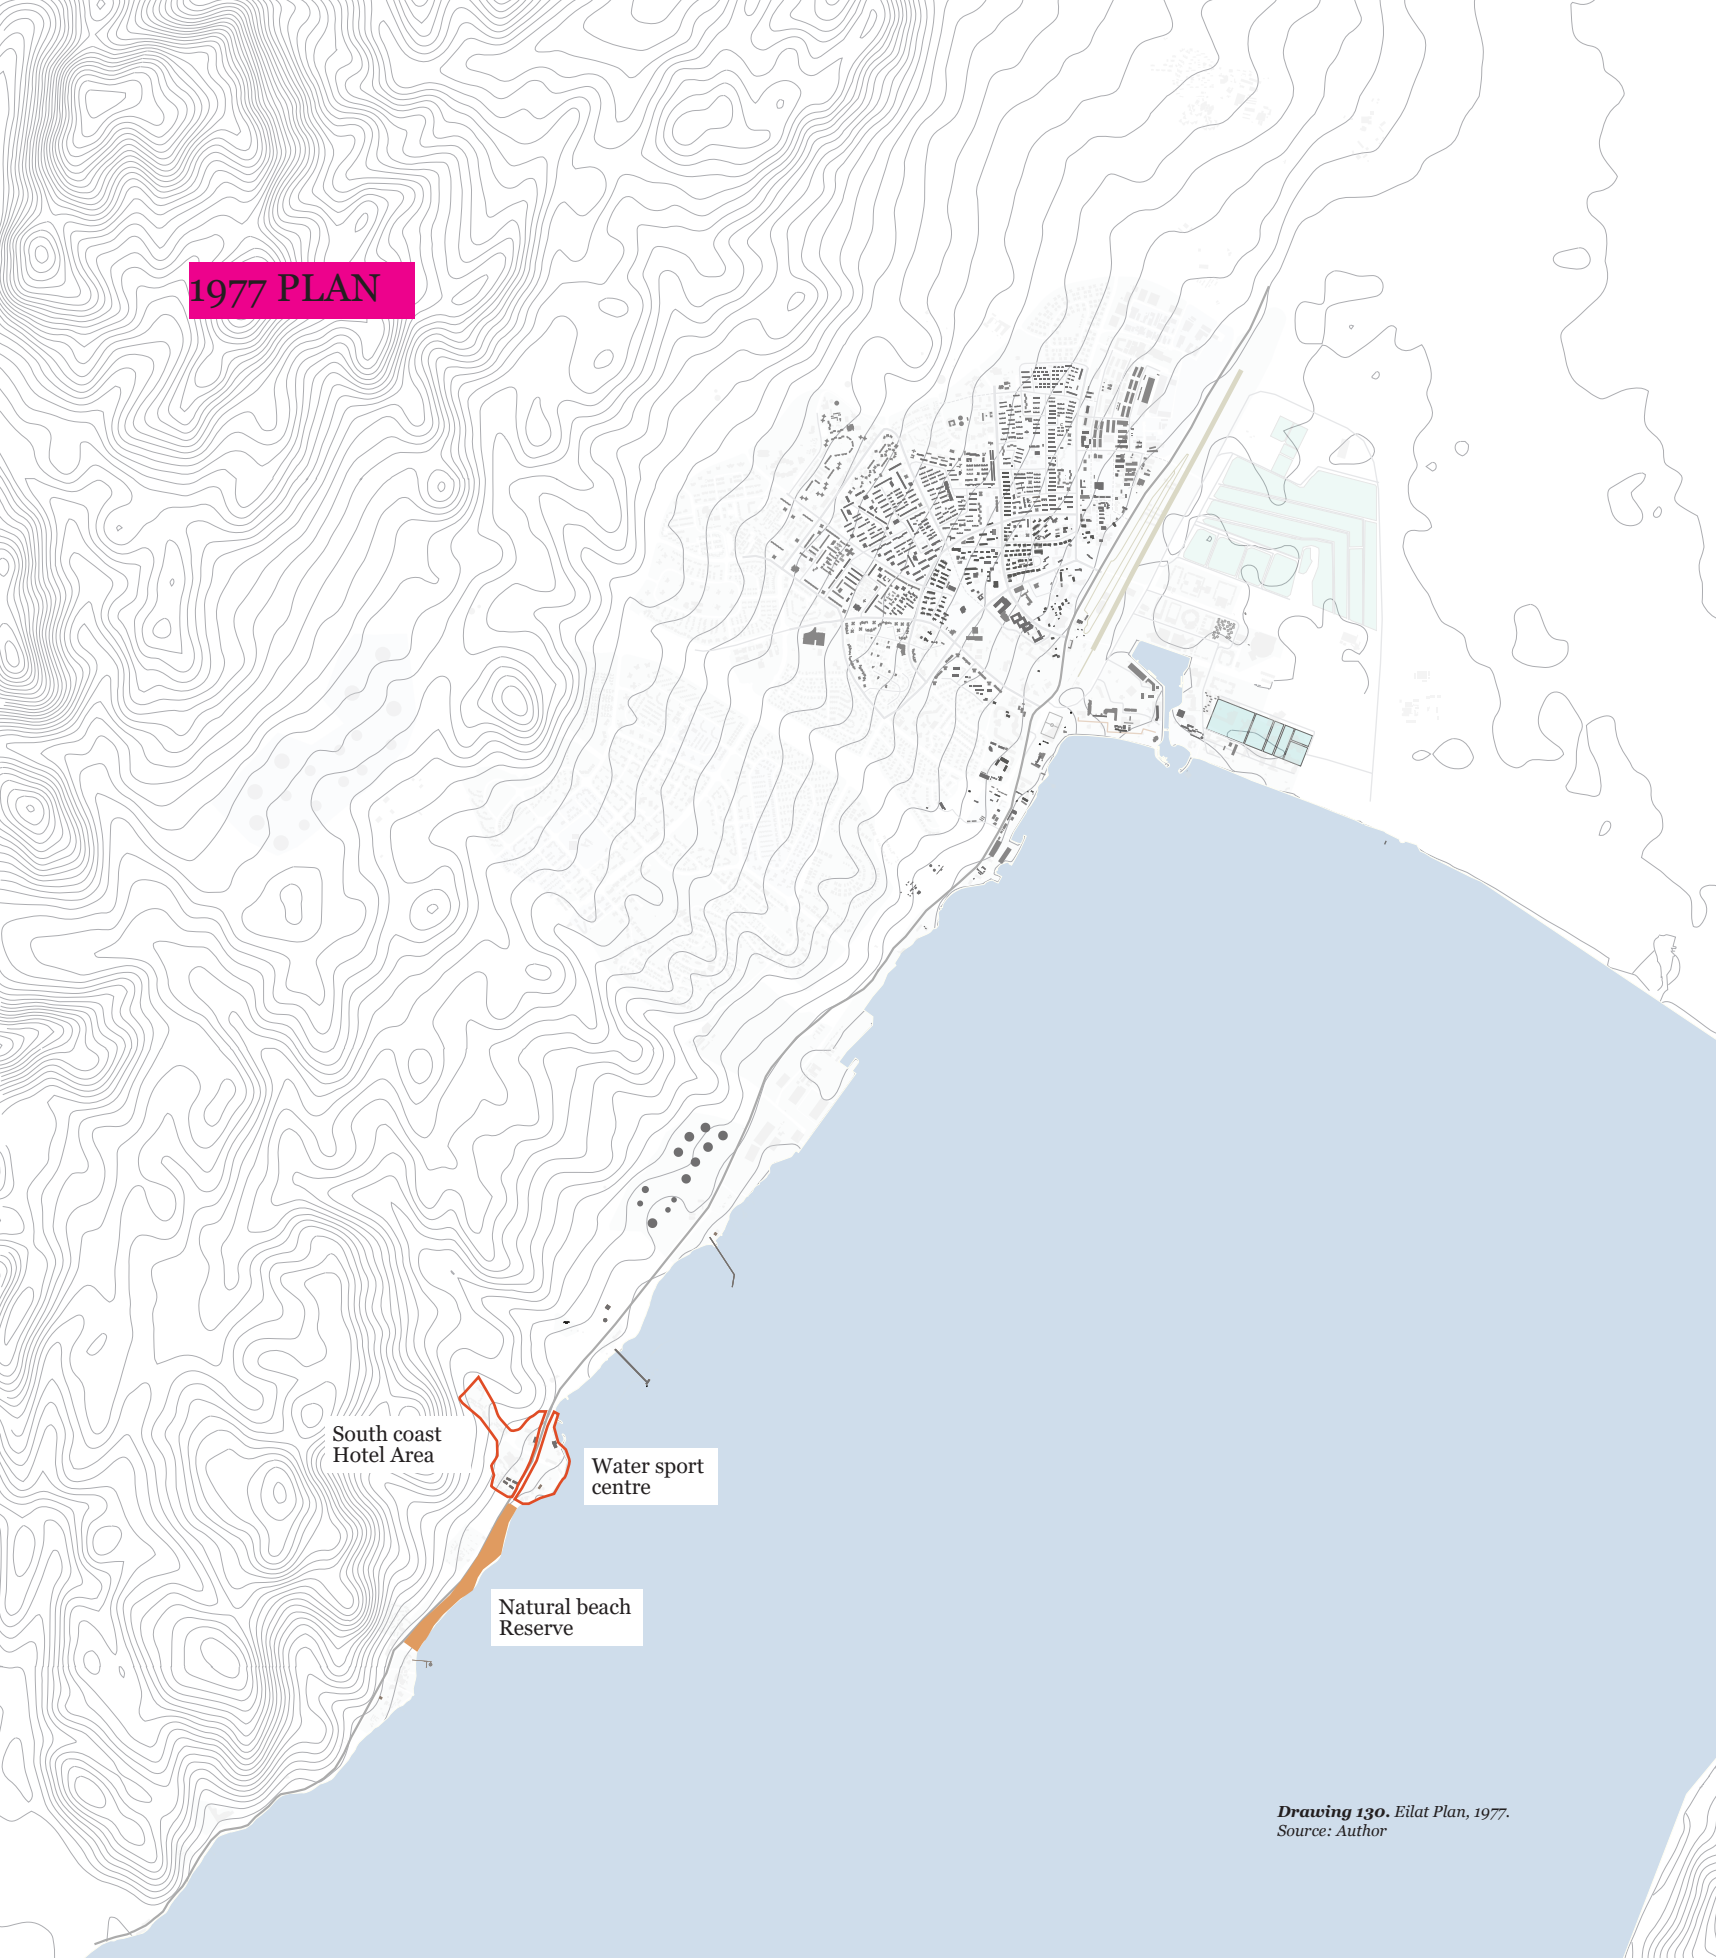 1977 PLAN
South coast
Hotel Area
Water sport
centre
Natural beach
Reserve
Drawing 130. Eilat Plan, 1977.
Source: Author